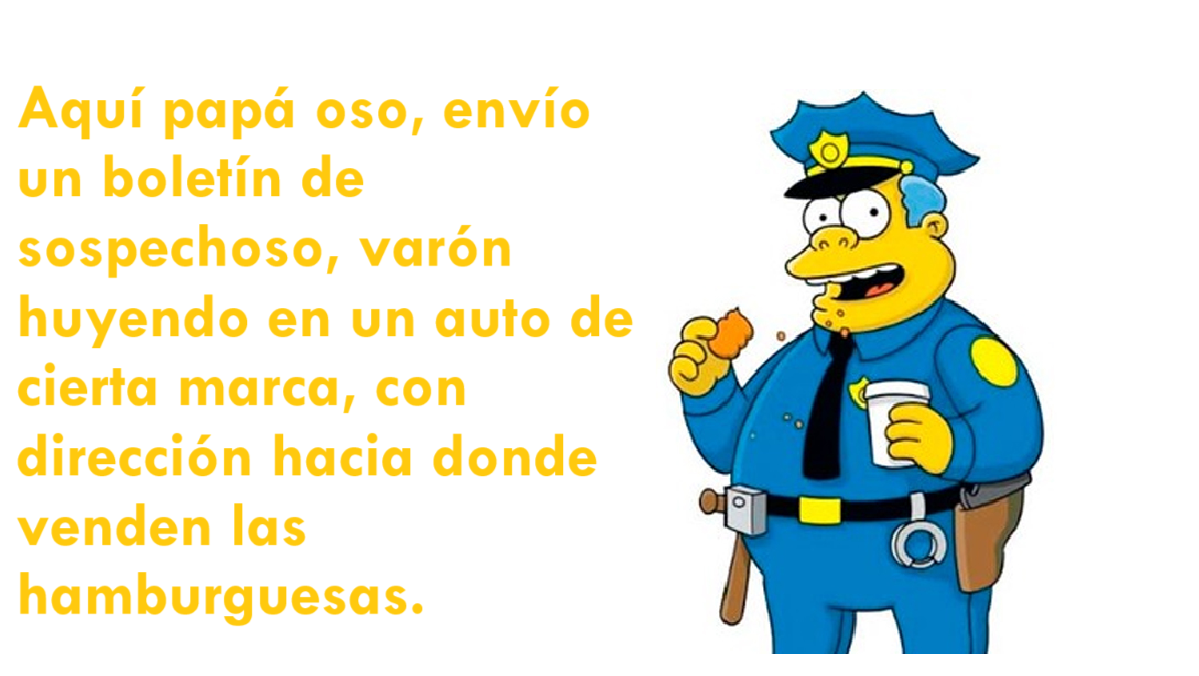 Aquí papá oso, envío
un boletín de
sospechoso, varón
huyendo en un auto de
cierta marca, con
dirección hacia donde
venden las
hamburguesas.